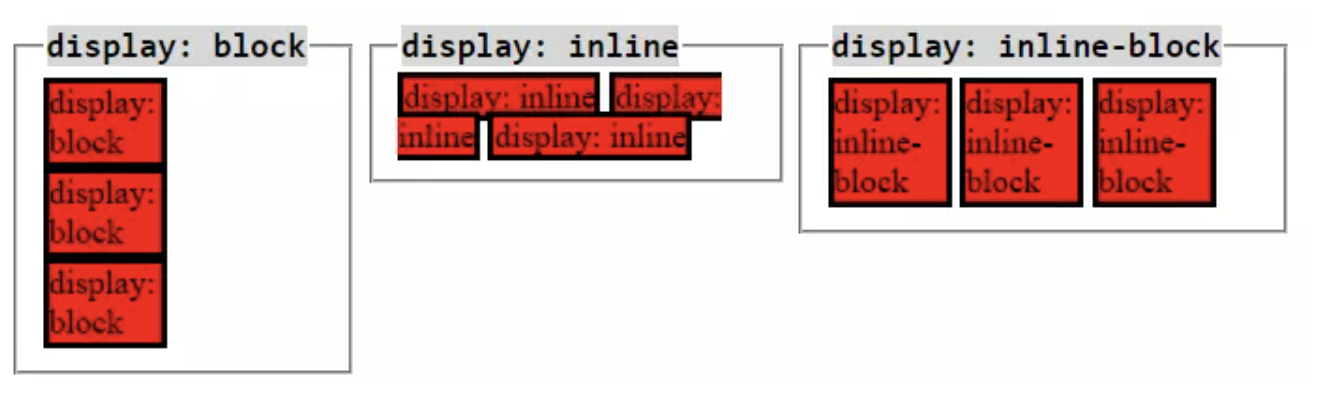 display: block
display:
block
display:
block
display:
block
display: inline
display: inline display:
inline display: inline
display: inline-block
display:
inline-
block
display:
inline-
block
display:
inline-
block